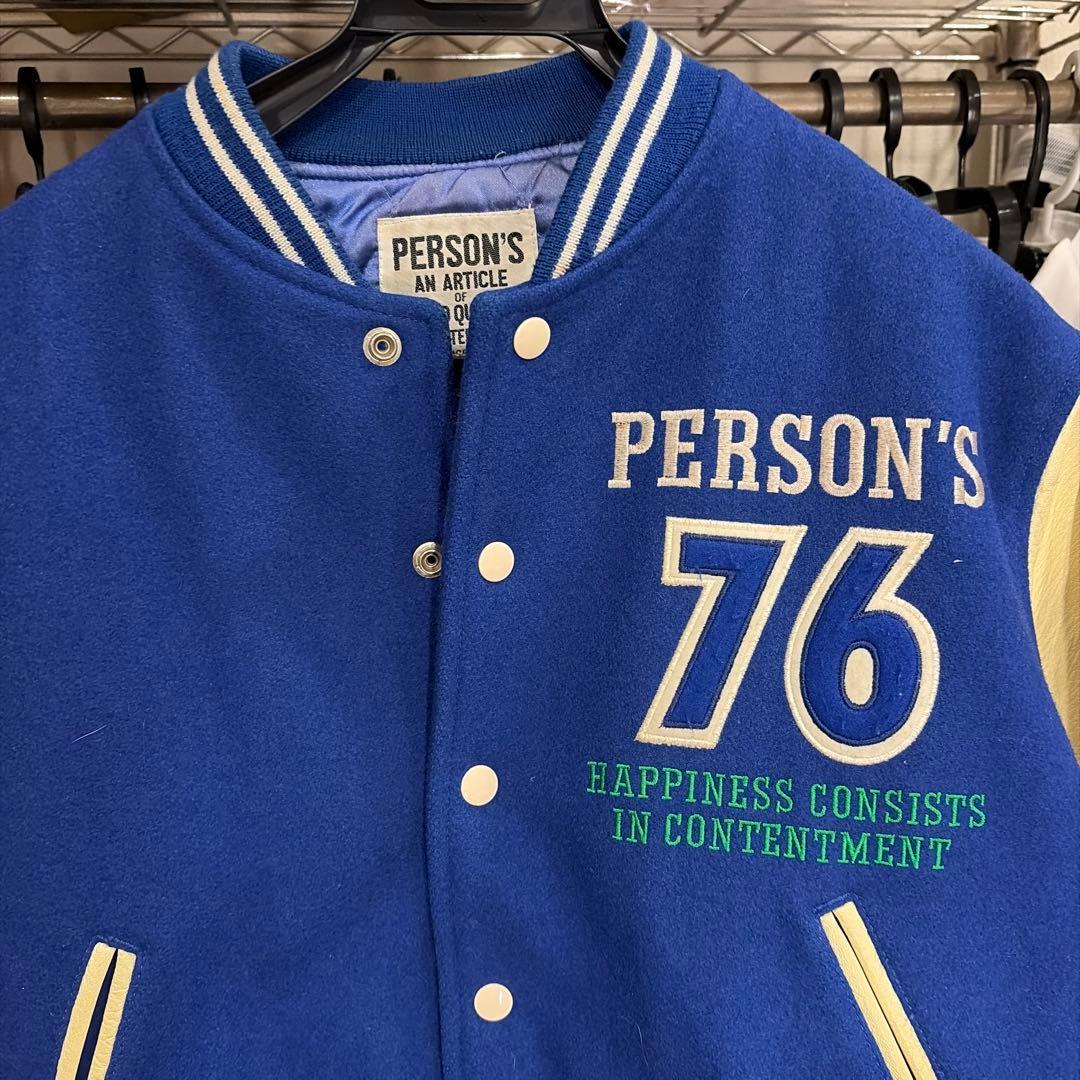 PERSON'S
AN ARTICLE
OF
PERSON'S
76
HAPPINESS CONSISTS
IN CONTENTMENT